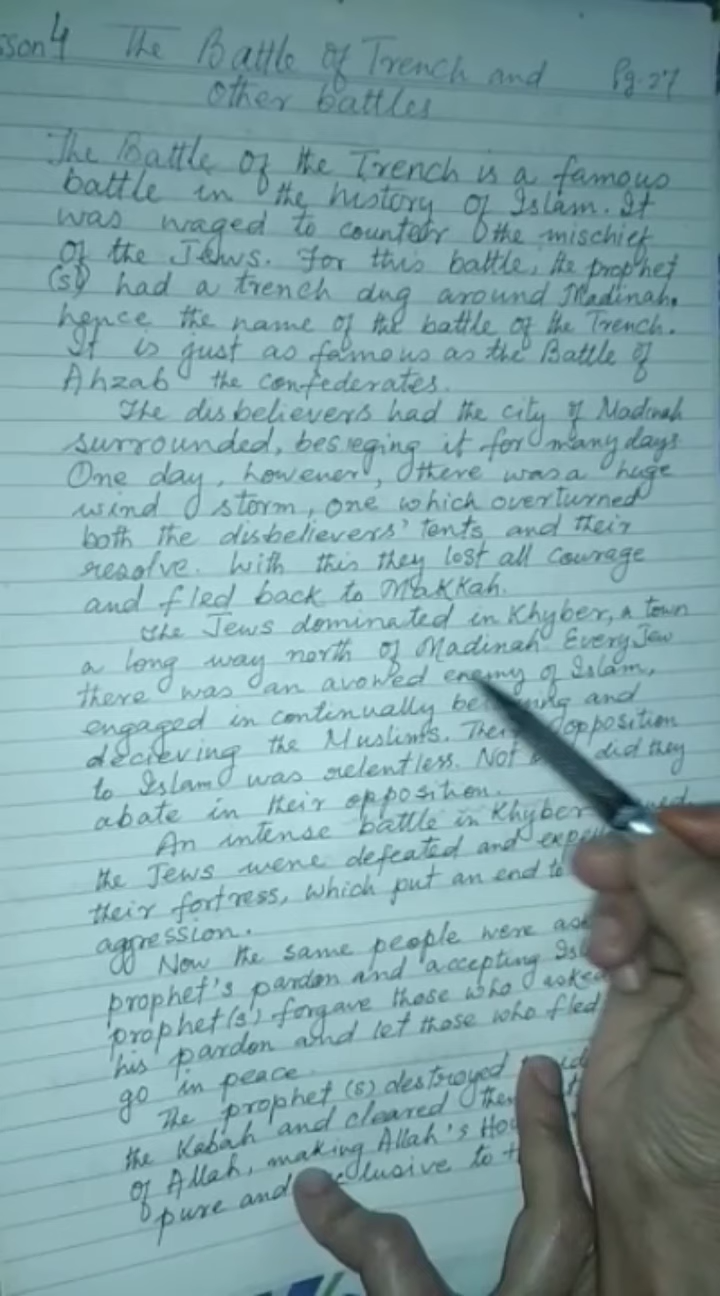 sson 4 The Battle of Trench and Pg-27
other battles
The Battle of the Trench is a famous
battle in the history of Islam. It
was waged to counter the mischief
of the Jews. For this battle, the prophet
(s) had a trench dug around Madinah,
hence the name of the battle of the Trench.
It is just as famous as the Battle of
Ahzab the confederates.
The disbelievers had the city of Madinah
surrounded, besieging it for many days
One day, however, there was a huge
wind storm, one which overturned
both the disbelievers' tents and their
resolve. With this they lost all courage
and fled back to Makkah.
The Jews dominated in Khyber, a town
a long way north of Madinah. Every Jew
there was an avowed enemy of Islam,
engaged in continually and
decieving the Muslims. Their opposition
to Islam was relentless. Not did they
abate in their opposition.
An intense battle in Khyber
the Jews were defeated and
their fortress, which put an end to
aggression.
Now the same people were
prophet's pardon and accepting
prophet (s) forgave those who asked
his pardon and let those who fled
go in peace
The prophet (s) destroyed
the Kabah and cleared
of Allah, making Allah's
pure and exclusive to